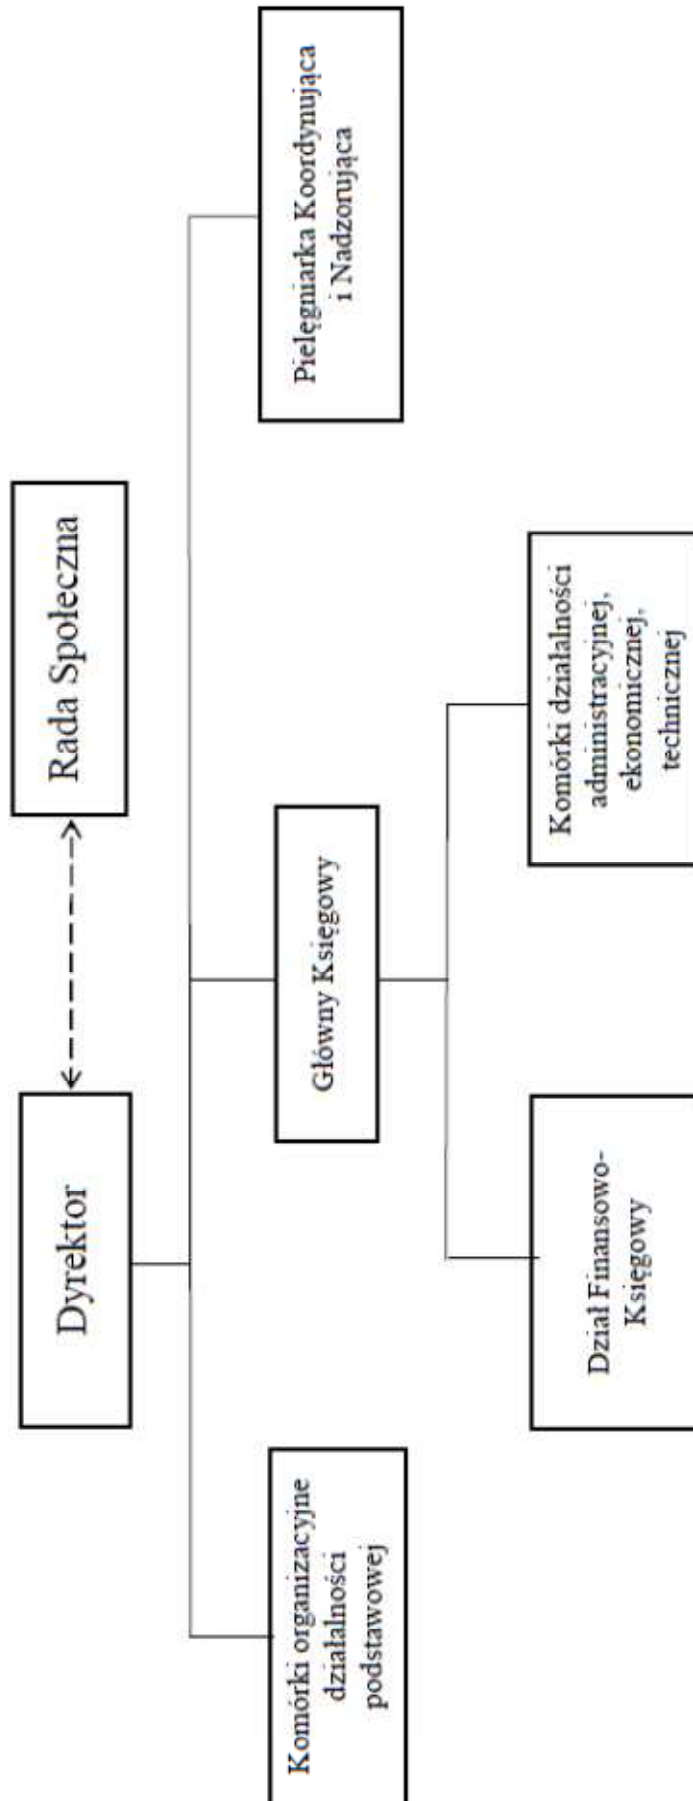 Dyrektor
Rada Społeczna
Komórki organizacyjne
działalności
podstawowej
Główny Księgowy
Pielęgniarka Koordynująca
i Nadzorująca
Dział Finansowo-
Księgowy
Komórki działalności
administracyjnej,
ekonomicznej,
technicznej